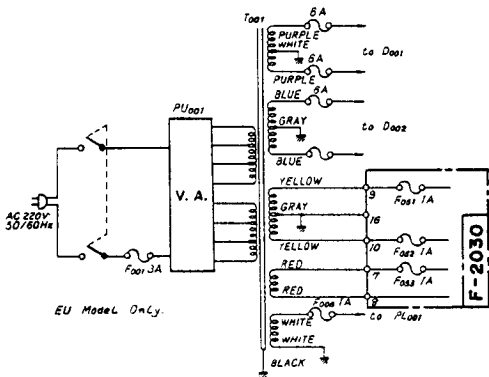 T001
6A
PURPLE
WHITE
to D001
6A
PURPLE
BLUE
6A
PU001
GRAY
to D002
BLUE
V. A.
YELLOW
9
F051 1A
GRAY
16
AC 220V
50/60Hz
YELLOW
10
F052 1A
F-2030
RED
7
F001 3A
F053 1A
RED
8
F006 1A
to PL001
EU Model Only.
WHITE
WHITE
BLACK